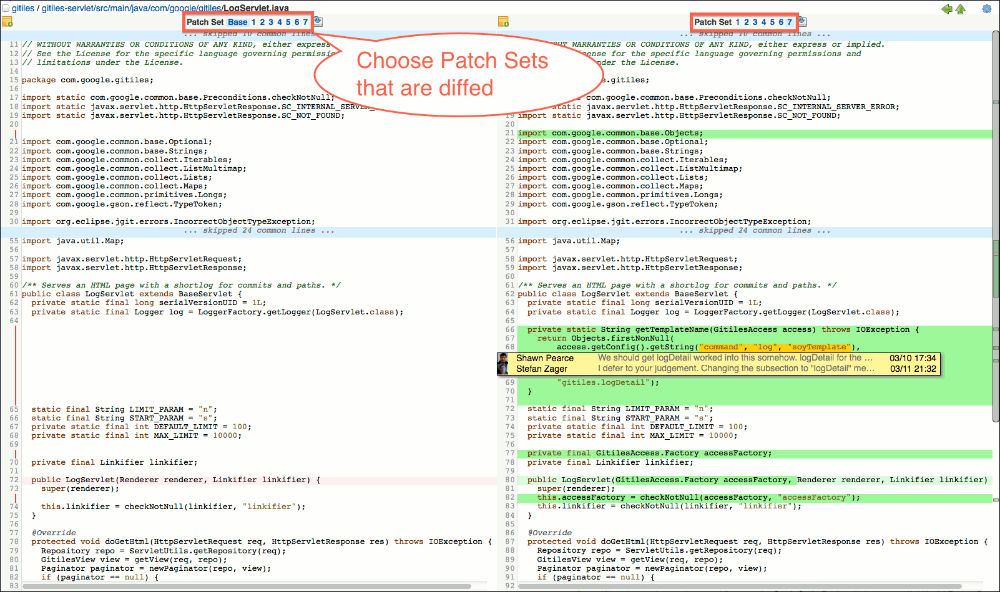 gitiles / gitiles-servlet/src/main/java/com/google/gitiles/LogServlet.java
Patch Set Base 1 2 3 4 5 6 7
Patch Set 1 2 3 4 5 6 7
Choose Patch Sets
that are diffed
... skipped 10 common lines
11 // WITHOUT WARRANTIES OR CONDITIONS OF ANY KIND, either express
12 // See the License for the specific language governing permissio
13 // limitations under the License.
14
15 package com.google.gitiles;
16
17 import static com.google.common.base.Preconditions.checkNotNull;
18 import static javax.servlet.http.HttpServletResponse.SC_INTERNAL_SERVER_
19 import static javax.servlet.http.HttpServletResponse.SC_NOT_FOUND;
20
21 import com.google.common.base.Optional;
22 import com.google.common.base.Strings;
23 import com.google.common.collect.Iterables;
24 import com.google.common.collect.ListMultimap;
25 import com.google.common.collect.Lists;
26 import com.google.common.collect.Maps;
27 import com.google.common.primitives.Longs;
28 import com.google.gson.reflect.TypeToken;
29
30 import org.eclipse.jgit.errors.IncorrectObjectTypeException;
... skipped 24 common lines ...
55 import java.util.Map;
56
57 import javax.servlet.http.HttpServletRequest;
58 import javax.servlet.http.HttpServletResponse;
59
60 /** Serves an HTML page with a shortlog for commits and paths. */
61 public class LogServlet extends BaseServlet {
62 private static final long serialVersionUID = 1L;
63 private static final Logger log = LoggerFactory.getLogger(LogServlet.class);
64
65 static final String LIMIT_PARAM = "n";
66 static final String START_PARAM = "s";
67 private static final int DEFAULT_LIMIT = 100;
68 private static final int MAX_LIMIT = 10000;
69
70 private final Linkifier linkifier;
71
72 public LogServlet(Renderer renderer, Linkifier linkifier) {
73 super(renderer);
74 this.linkifier = checkNotNull(linkifier, "linkifier");
75 }
76
77 @Override
78 protected void doGetHtml(HttpServletRequest req, HttpServletResponse res) throws IOException {
79 Repository repo = ServletUtils.getRepository(req);
80 GitilesView view = getView(req, repo);
81 Paginator paginator = newPaginator(repo, view);
82 if (paginator == null) {
83
... skipped 10 common lines ...
OUT WARRANTIES OR CONDITIONS OF ANY KIND, either express or implied.
cense for the specific language governing permissions and
nder the License.
e.gitiles;
com.google.common.base.Preconditions.checkNotNull;
static javax.servlet.http.HttpServletResponse.SC_INTERNAL_SERVER_ERROR;
19 import static javax.servlet.http.HttpServletResponse.SC_NOT_FOUND;
20
21 import com.google.common.base.Objects;
22 import com.google.common.base.Optional;
23 import com.google.common.base.Strings;
24 import com.google.common.collect.Iterables;
25 import com.google.common.collect.ListMultimap;
26 import com.google.common.collect.Lists;
27 import com.google.common.collect.Maps;
28 import com.google.common.primitives.Longs;
29 import com.google.gson.reflect.TypeToken;
30
31 import org.eclipse.jgit.errors.IncorrectObjectTypeException;
... skipped 24 common lines ...
56 import java.util.Map;
57
58 import javax.servlet.http.HttpServletRequest;
59 import javax.servlet.http.HttpServletResponse;
60
61 /** Serves an HTML page with a shortlog for commits and paths. */
62 public class LogServlet extends BaseServlet {
63 private static final long serialVersionUID = 1L;
64 private static final Logger log = LoggerFactory.getLogger(LogServlet.class);
65
66 private static String getTemplateName(GitilesAccess access) throws IOException {
67 return Objects.firstNonNull(
68 access.getConfig().getString("command", "log", "soyTemplate"),
Shawn Pearce We should get logDetail worked into this somehow. logDetail for the ... 03/10 17:34
Stefan Zager I defer to your judgement. Changing the subsection to "logDetail" me... 03/11 21:32
69 "gitiles.logDetail");
70 }
71
72 static final String LIMIT_PARAM = "n";
73 static final String START_PARAM = "s";
74 private static final int DEFAULT_LIMIT = 100;
75 private static final int MAX_LIMIT = 10000;
76
77 private final GitilesAccess.Factory accessFactory;
78 private final Linkifier linkifier;
79
80 public LogServlet(GitilesAccess.Factory accessFactory, Renderer renderer, Linkifier linkifier)
81 super(renderer);
82 this.accessFactory = checkNotNull(accessFactory, "accessFactory");
83 this.linkifier = checkNotNull(linkifier, "linkifier");
84 }
85
86 @Override
87 protected void doGetHtml(HttpServletRequest req, HttpServletResponse res) throws IOException {
88 Repository repo = ServletUtils.getRepository(req);
89 GitilesView view = getView(req, repo);
90 Paginator paginator = newPaginator(repo, view);
91 if (paginator == null) {
92